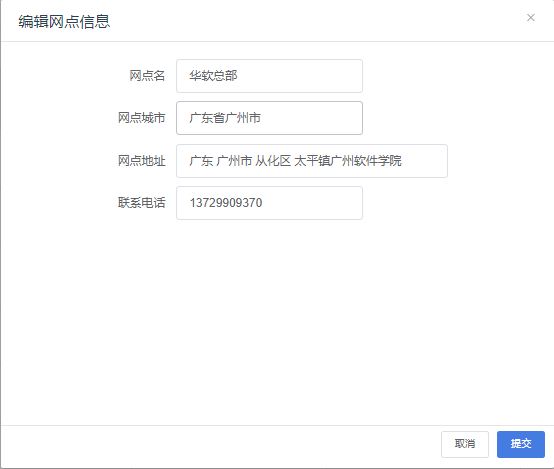 编辑网点信息
网点名 华软总部
网点城市 广东省广州市
网点地址 广东 广州市 从化区 太平镇广州软件学院
联系电话 13729909370
取消 提交